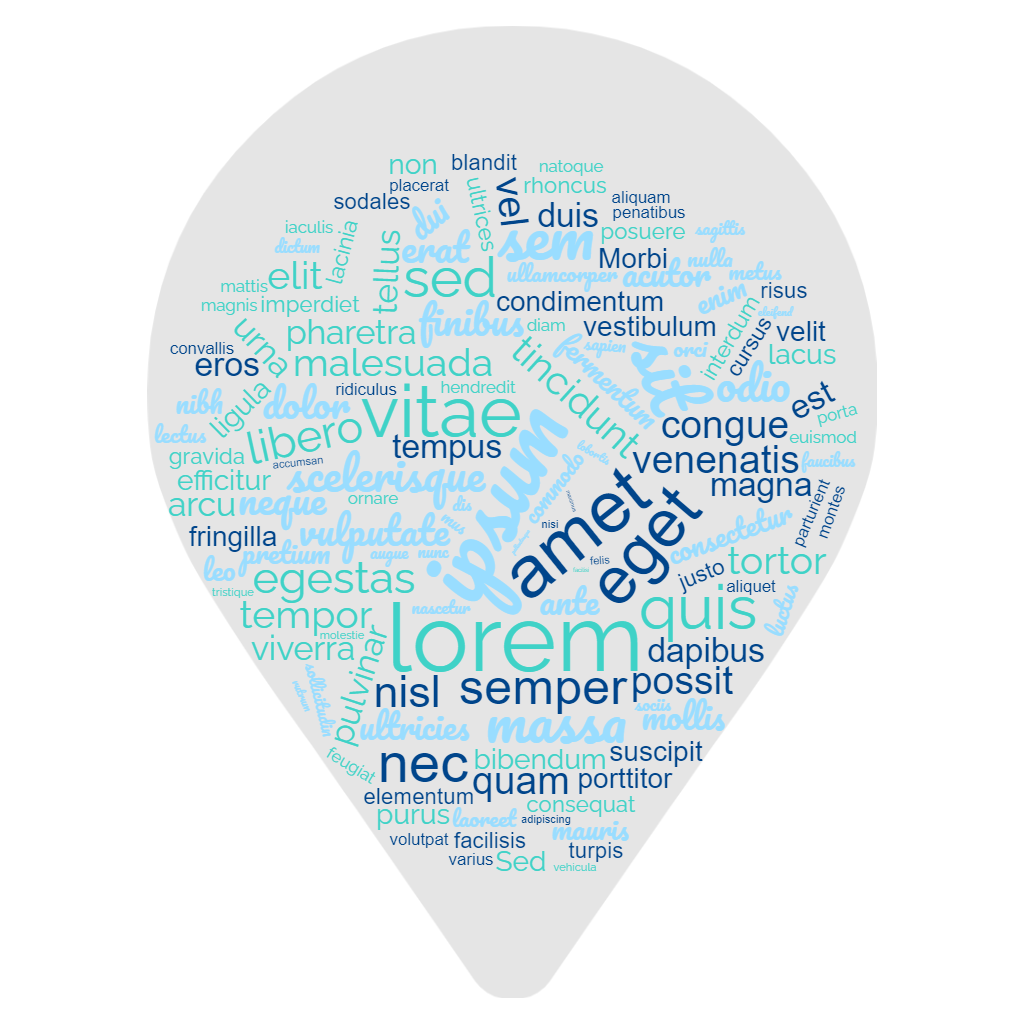 non
blandit
natoque
placerat
ultrices
vel
rhoncus
sodales
dui
duis
aliquam
penatibus
iaculis
lacinia
tellus
erat
sem
posuere
sagittis
dictum
Morbi
nulla
mattis
elit
sed
ullamcorper
acutor
metus
magnis
imperdiet
condimentum
enim
risus
eleifend
urna
pharetra
finibus
diam
vestibulum
interdum
cursus
velit
convallis
eros
malesuada
tincidunt
fermentum
sapien
orci
lacus
nibh
ligula
dolor
ridiculus
hendredit
vitae
odio
est
lectus
libero
tempus
congue
porta
euismod
gravida
accumsan
scelerisque
ipsum
lobortis
commodo
venenatis
faucibus
efficitur
arcu
neque
ornare
dis
amet
eget
magna
parturient
montes
fringilla
vulputate
mus
nisi
consectetur
pretium
augue
nunc
felis
leo
egestas
justo
tortor
tristique
aliquet
tempor
nascetur
ante
quis
luctus
molestie
viverra
pulvinar
lorem
dapibus
sollicitudin
rutrum
nisl
semper
possit
ultricies
massa
sociis
mollis
feugiat
nec
bibendum
suscipit
quam
porttitor
elementum
purus
laoreet
consequat
adipiscing
mauris
volutpat
facilisis
turpis
varius
Sed
vehicula